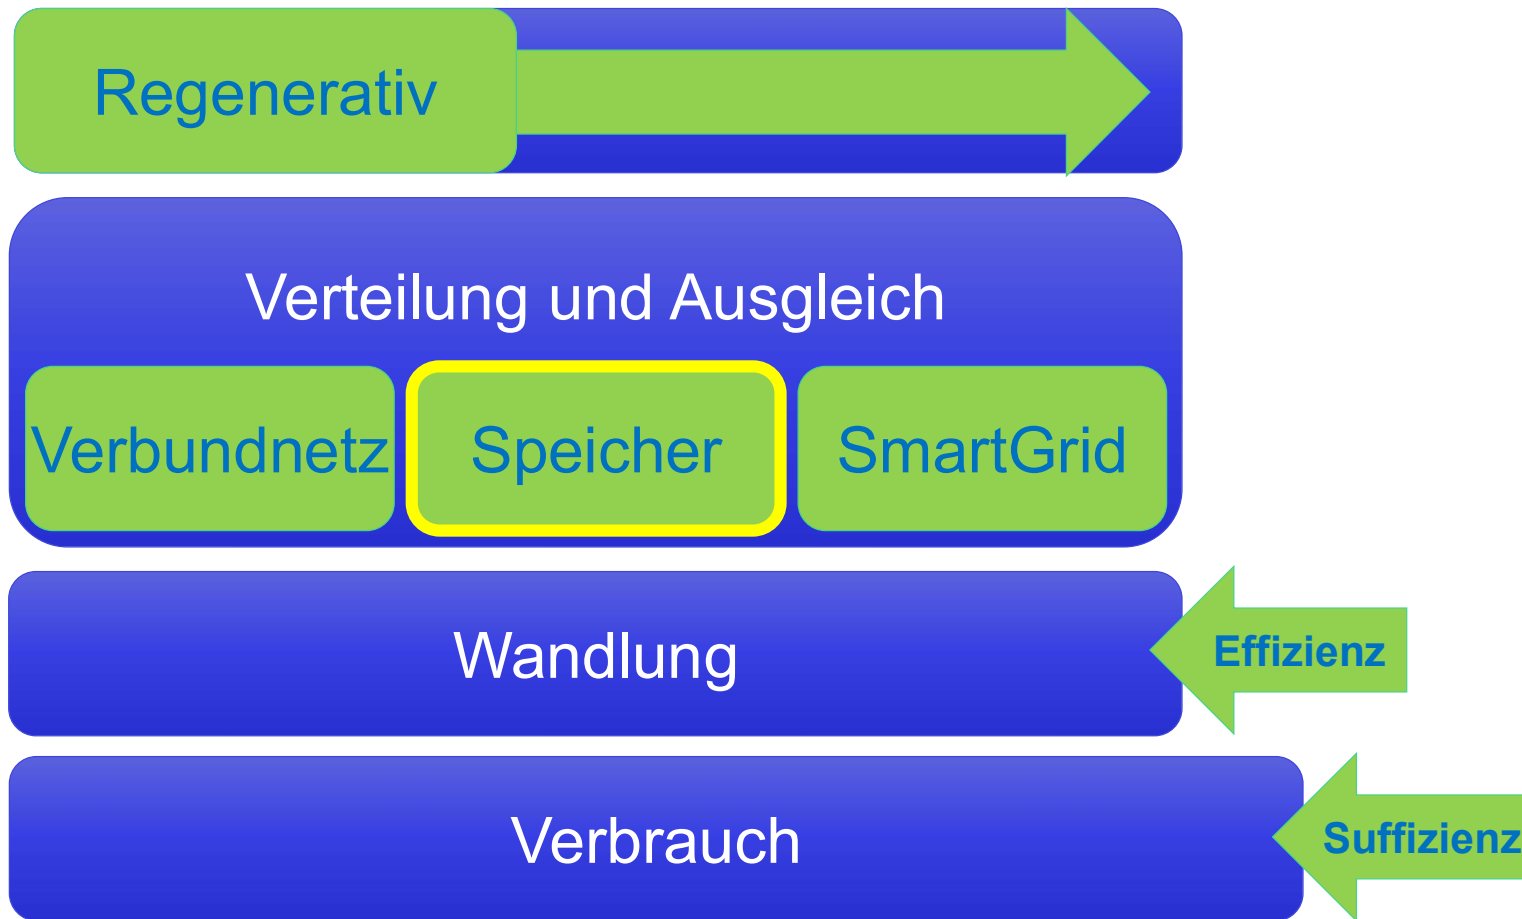 Regenerativ
Verteilung und Ausgleich
Verbundnetz
Speicher
SmartGrid
Wandlung
Effizienz
Verbrauch
Suffizienz